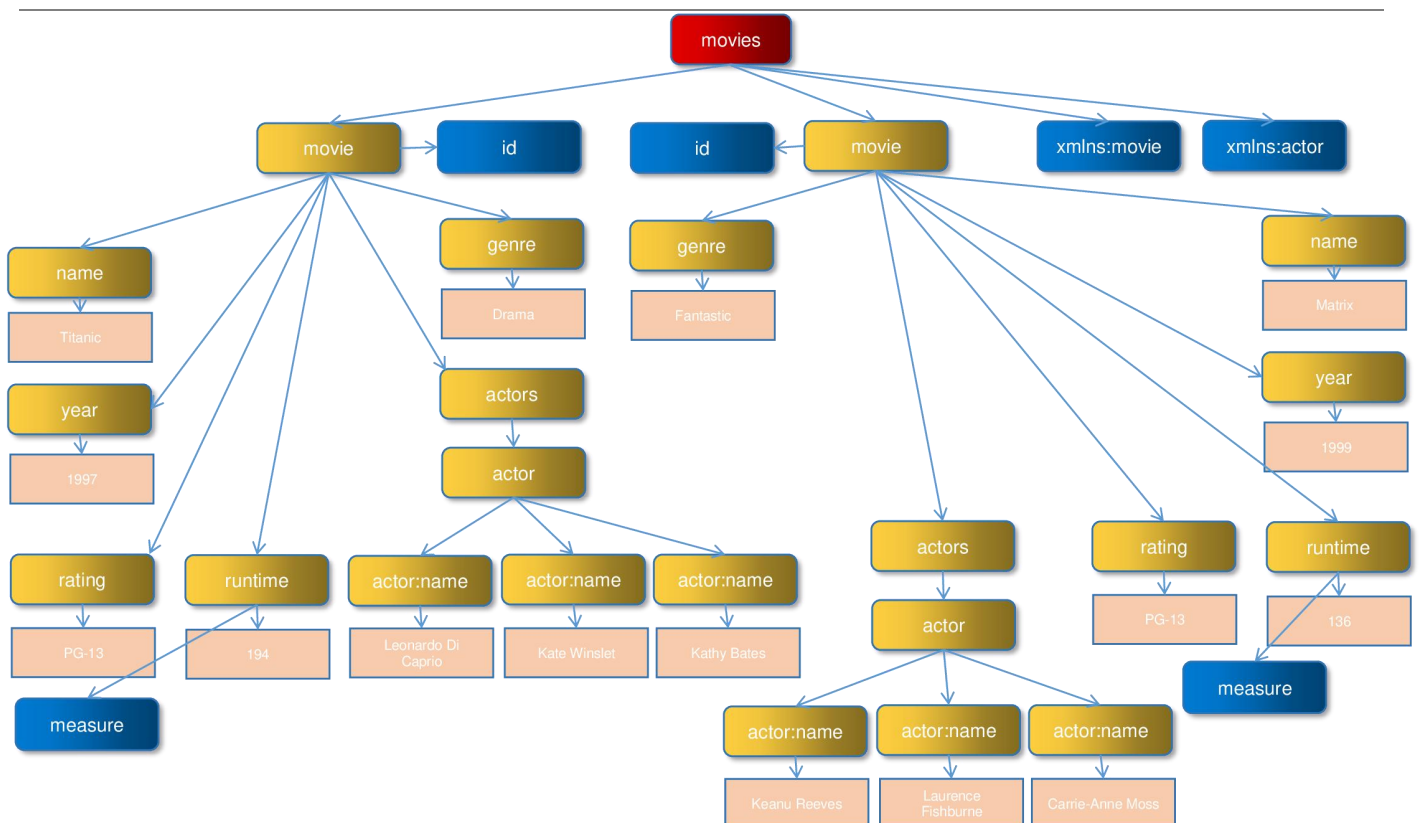 movies
movie
id
id
movie
xmlns:movie
xmlns:actor
name
Titanic
year
1997
genre
Drama
actors
actor
rating
PG-13
runtime
194
measure
actor:name
Leonardo Di
Caprio
actor:name
Kate Winslet
actor:name
Kathy Bates
genre
Fantastic
name
Matrix
year
1999
actors
actor
rating
PG-13
runtime
136
measure
actor:name
Keanu Reeves
actor:name
Laurence
Fishburne
actor:name
Carrie-Anne Moss